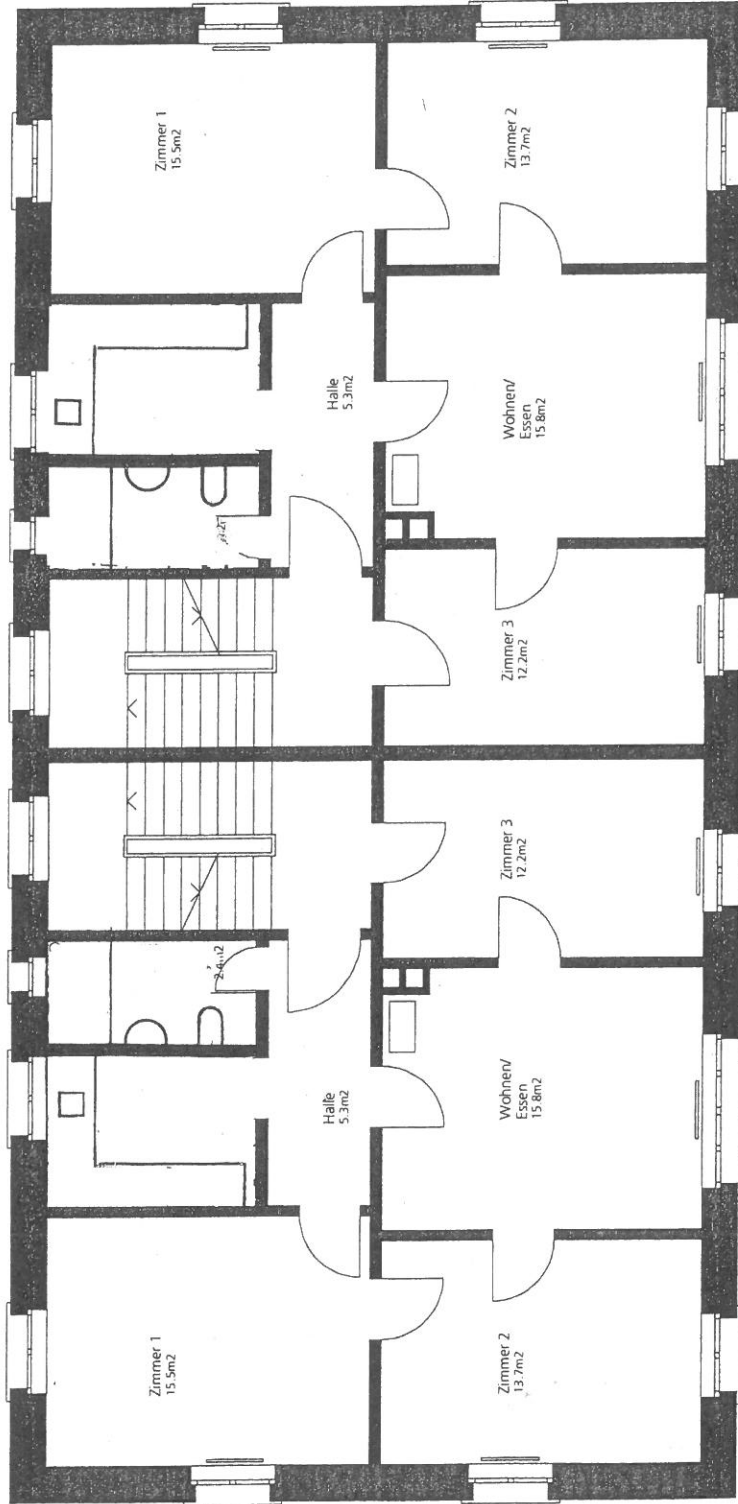 Zimmer 1
15.5m2
Zimmer 2
13.7m2
Halle
5.3m2
Wohnen/
Essen
15.8m2
Zimmer 3
12.2m2
Zimmer 3
12.2m2
Halle
5.3m2
Wohnen/
Essen
15.8m2
Zimmer 1
15.5m2
Zimmer 2
13.7m2